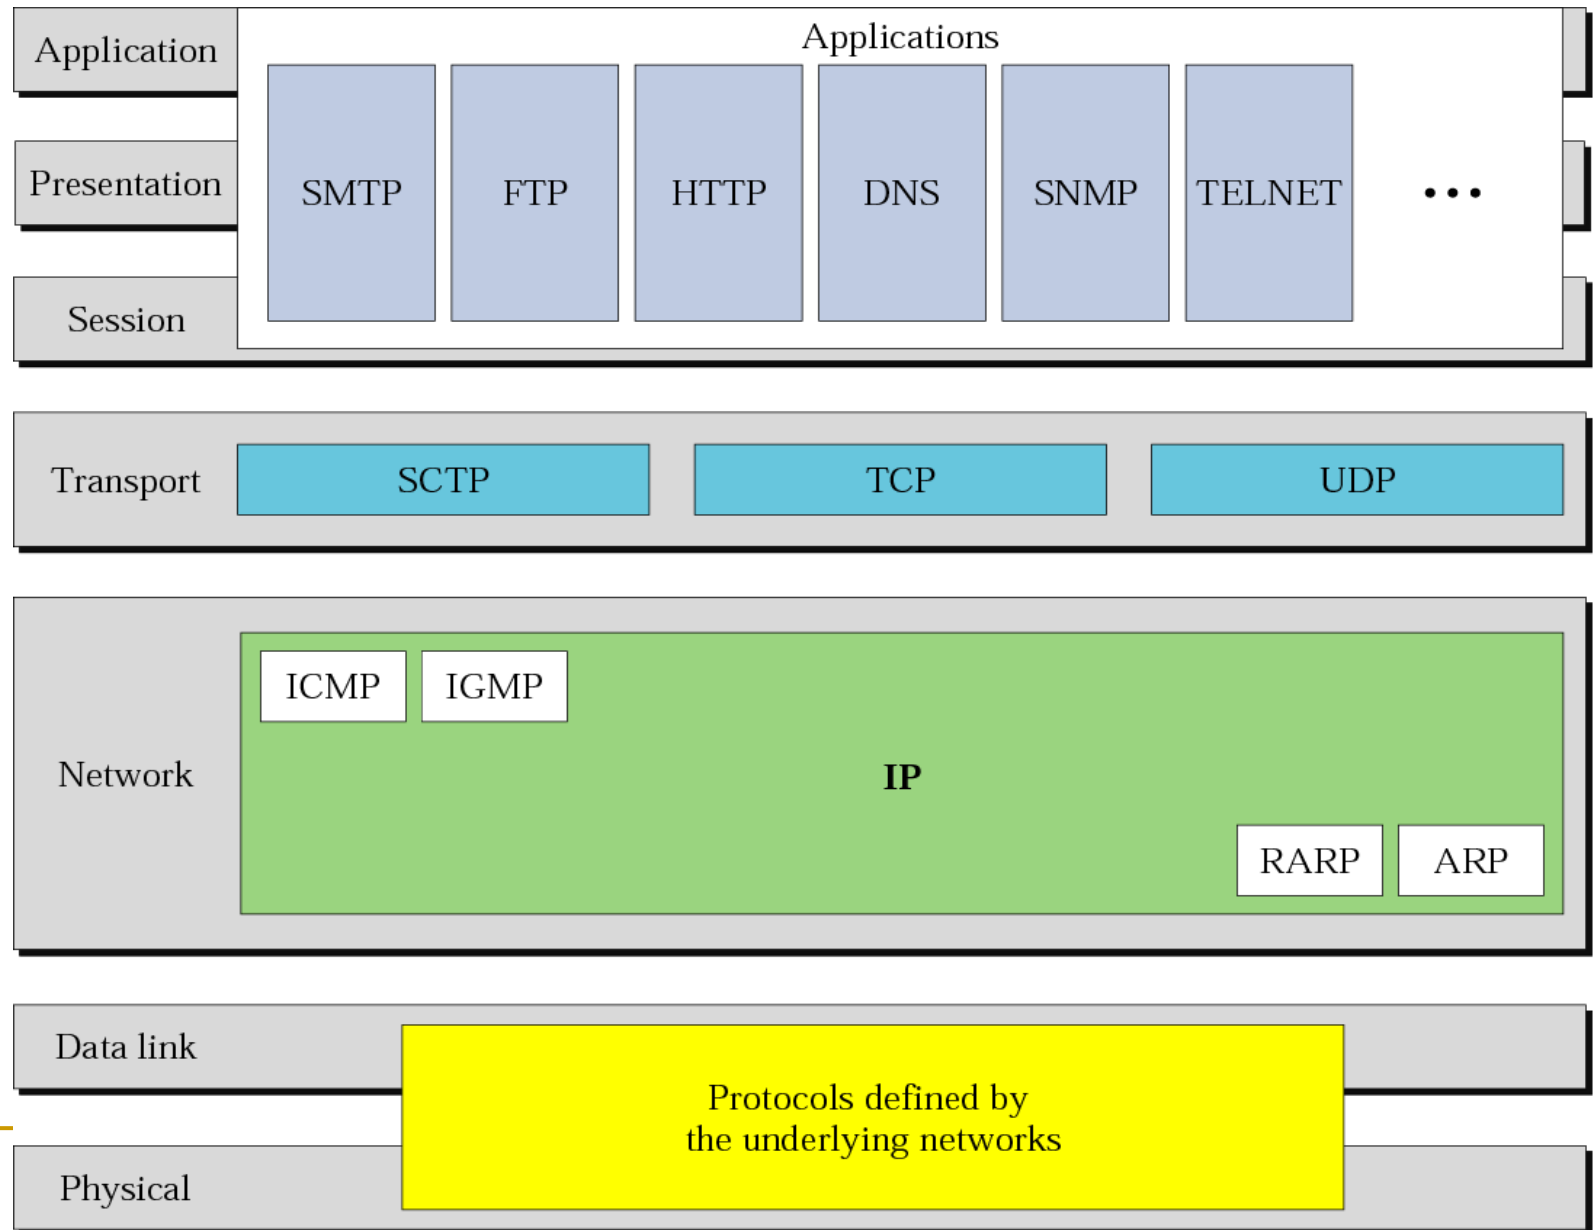 Application
Applications
Presentation
SMTP
FTP
HTTP
DNS
SNMP
TELNET
...
Session
Transport
SCTP
TCP
UDP
Network
ICMP
IGMP
IP
RARP
ARP
Data link
Protocols defined by
the underlying networks
Physical